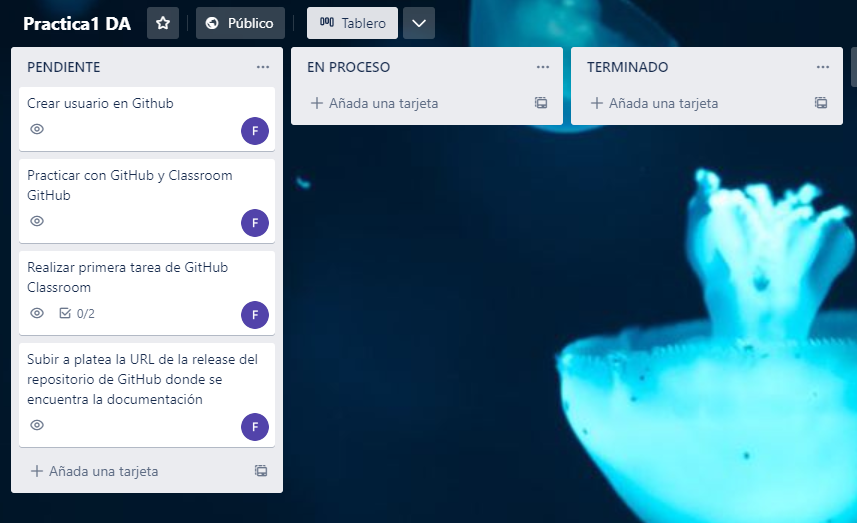 Practica1 DA
Público
Tablero
PENDIENTE
Crear usuario en Github
F
Practicar con GitHub y Classroom
GitHub
F
Realizar primera tarea de GitHub
Classroom
0/2
F
Subir a platea la URL de la release del
repositorio de GitHub donde se
encuentra la documentación
F
Añada una tarjeta
EN PROCESO
Añada una tarjeta
TERMINADO
Añada una tarjeta